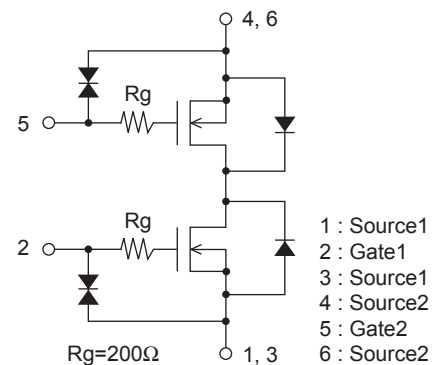 4, 6
Rg
5
Rg
2
1 : Source1
2 : Gate1
3 : Source1
4 : Source2
5 : Gate2
6 : Source2
Rg=200Ω
1, 3